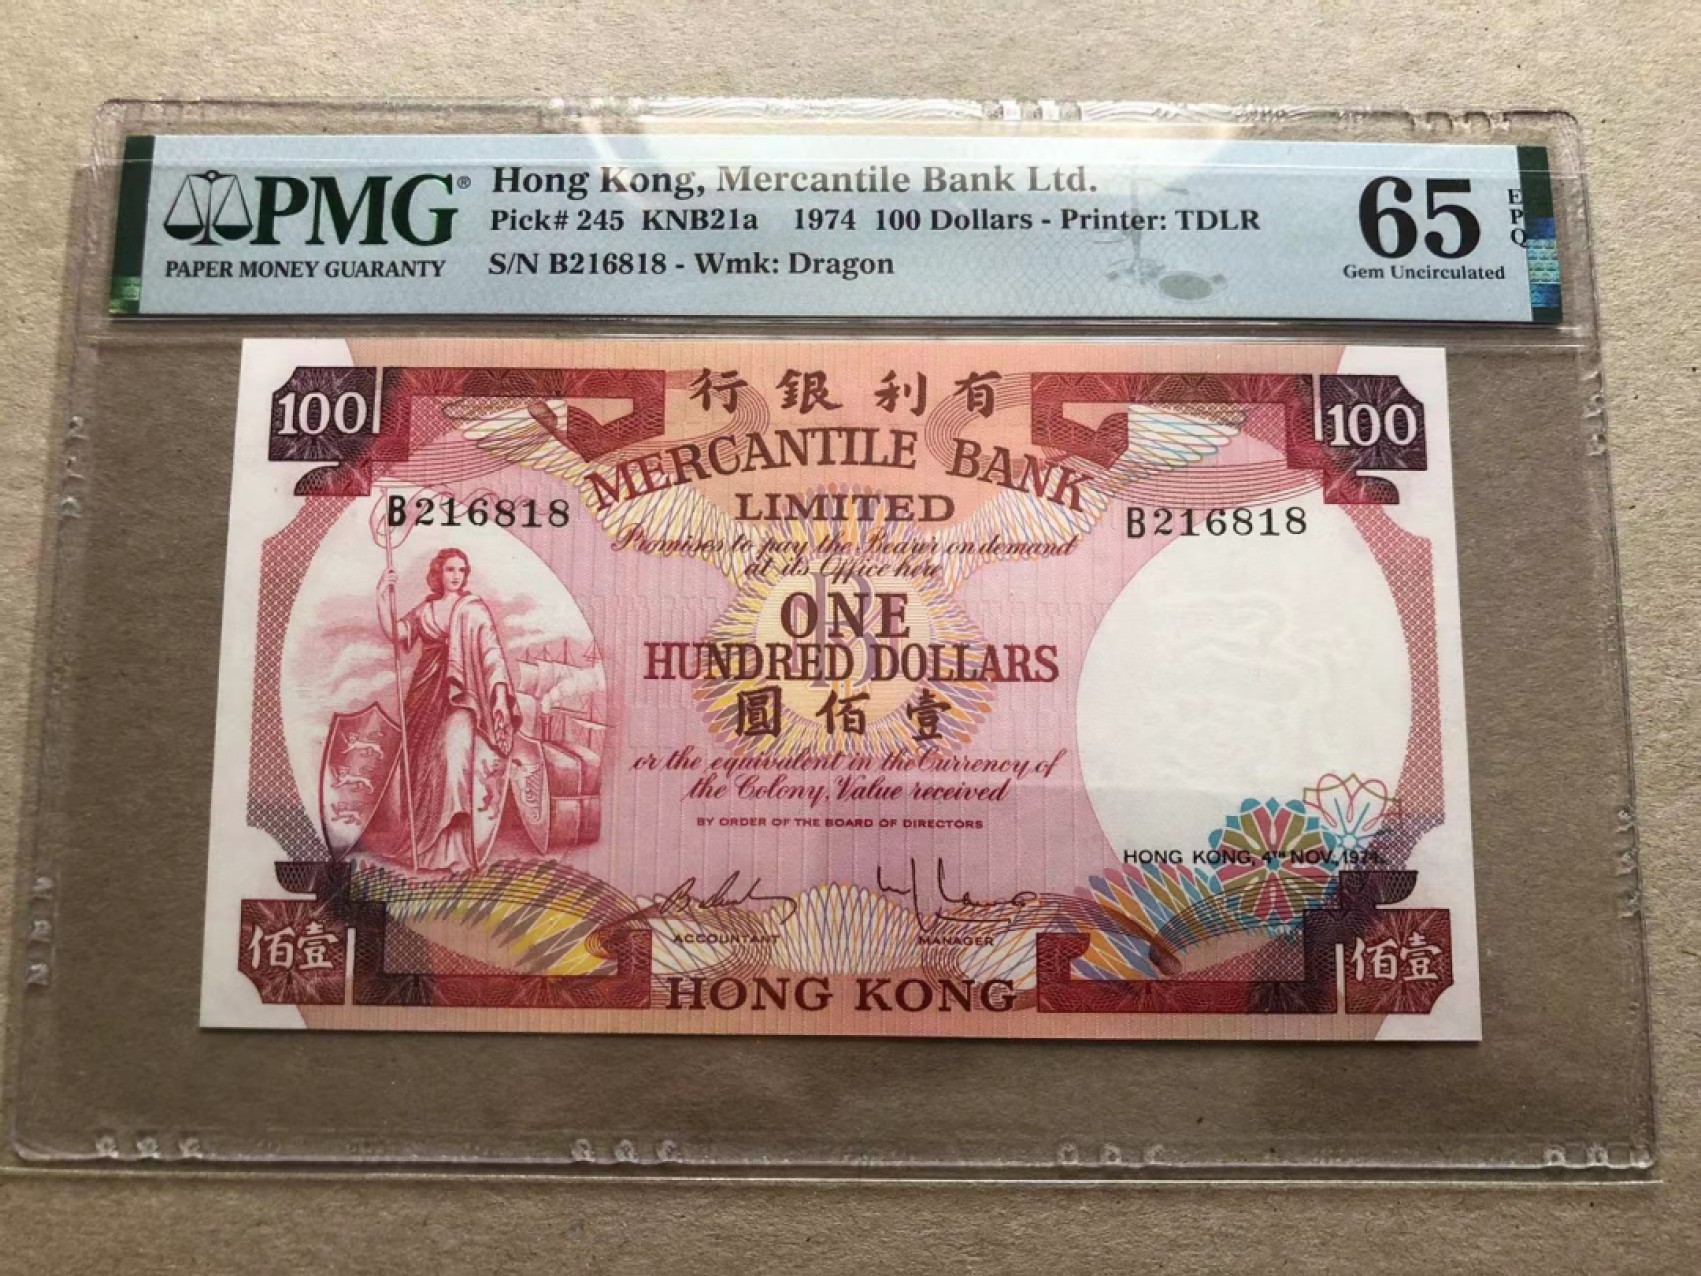 PMG®
PAPER MONEY GUARANTY
Hong Kong, Mercantile Bank Ltd.
Pick# 245 KNB21a 1974 100 Dollars - Printer: TDLR
S/N B216818 - Wmk: Dragon
65
EPQ
Gem Uncirculated
100
行銀利有
100
MERCANTILE BANK
LIMITED
B216818
B216818
Promises to pay the Bearer on demand
at its Office here
ONE
HUNDRED DOLLARS
圓佰壹
or the equivalent in the Currency of
the Colony, Value received
BY ORDER OF THE BOARD OF DIRECTORS
HONG KONG, 4TH NOV. 1974.
ACCOUNTANT
MANAGER
佰壹
HONG KONG
佰壹